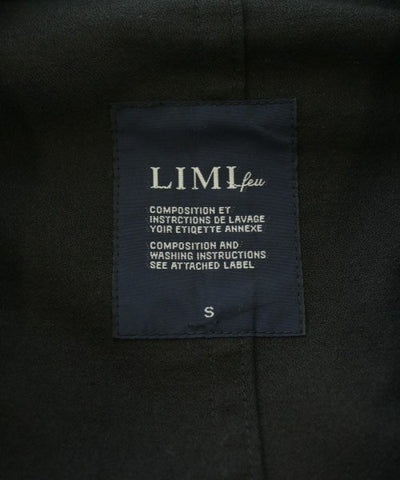 LIMI feu
COMPOSITION ET
INSTRCTIONS DE LAVAGE
YOIR ETIQETTE ANNEXE
COMPOSITION AND
WASHING INSTRUCTIONS
SEE ATTACHED LABEL
S